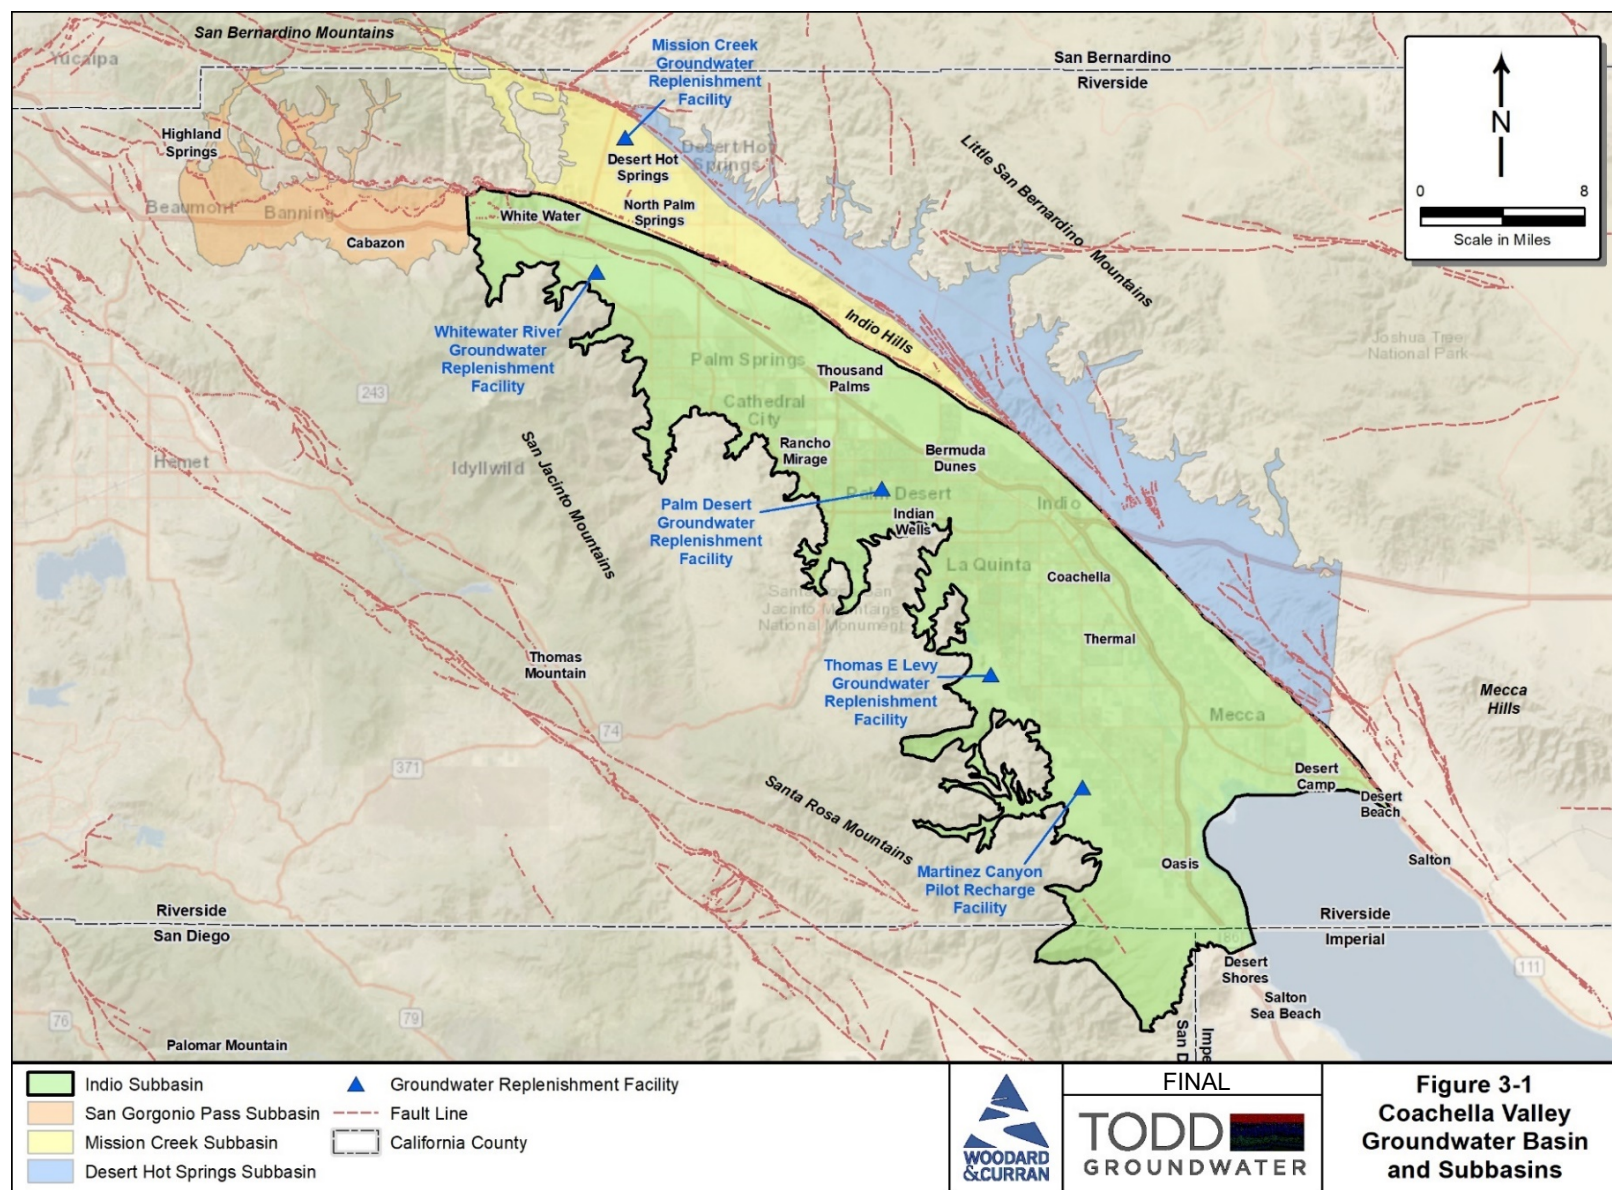 San Bernardino Mountains
Yucaipa
Mission Creek
Groundwater
Replenishment
Facility
San Bernardino
Riverside
N
0 8
Scale in Miles
Highland
Springs
Desert Hot
Springs
Desert Hot
Springs
Little San Bernardino Mountains
Beaumont
Banning
Cabazon
White Water
North Palm
Springs
Whitewater River
Groundwater
Replenishment
Facility
Indio Hills
Joshua Tree
National Park
Palm Springs
Thousand
Palms
243
Cathedral
City
Rancho
Mirage
Bermuda
Dunes
Hemet
Idyllwild
San Jacinto Mountains
Palm Desert
Groundwater
Replenishment
Facility
Palm Desert
Indian
Wells
Indio
La Quinta
Coachella
Jacinto Mountains
National Monument
Thermal
Thomas
Mountain
Thomas E Levy
Groundwater
Replenishment
Facility
Mecca
Hills
Mecca
74
371
Santa Rosa Mountains
Desert
Camp
Desert
Beach
Martinez Canyon
Pilot Recharge
Facility
Oasis
Salton
Riverside
San Diego
Riverside
Imperial
Desert
Shores
Salton
Sea Beach
111
76
79
Palomar Mountain
San D
Impe
Indio Subbasin
San Gorgonio Pass Subbasin
Mission Creek Subbasin
Desert Hot Springs Subbasin
Groundwater Replenishment Facility
Fault Line
California County
WOODARD
&CURRAN
FINAL
TODD
GROUNDWATER
Figure 3-1
Coachella Valley
Groundwater Basin
and Subbasins